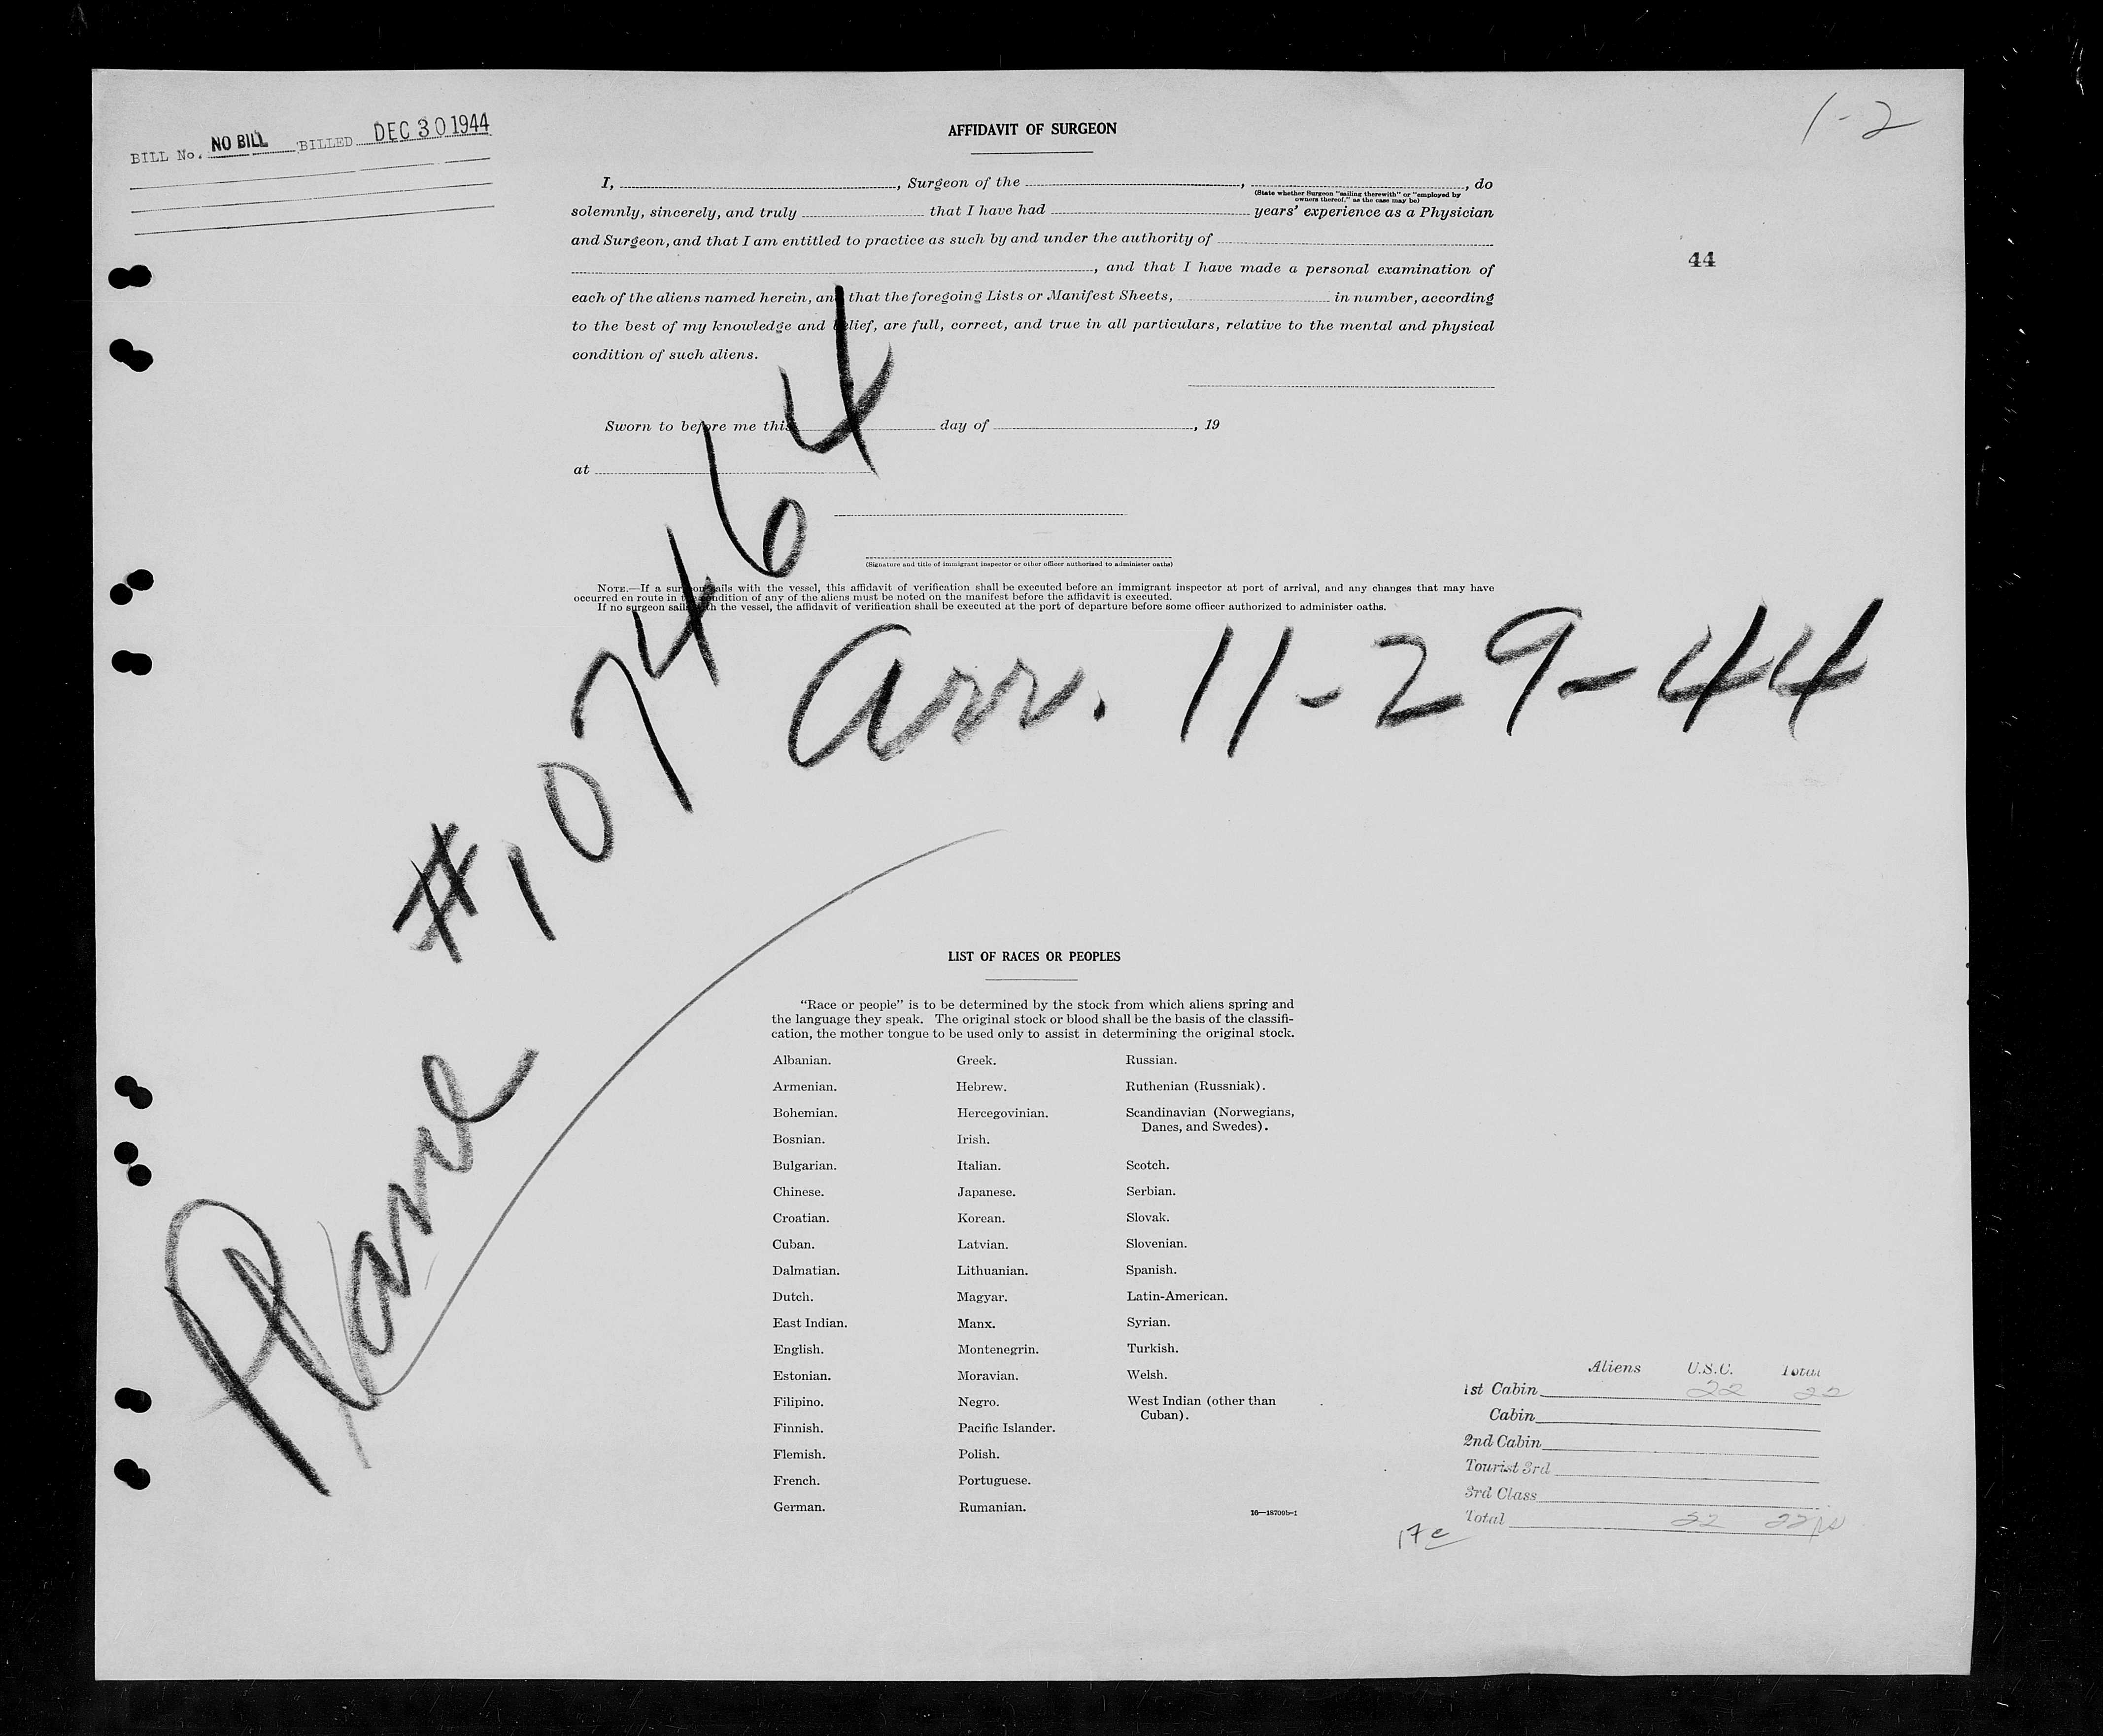 BILL No. NO BILL BILLED DEC 30 1944
AFFIDAVIT OF SURGEON
1-2
I, , Surgeon of the , , do
(State whether Surgeon "sailing therewith" or "employed by
owners thereof," as the case may be)
solemnly, sincerely, and truly that I have had years' experience as a Physician
and Surgeon, and that I am entitled to practice as such by and under the authority of
, and that I have made a personal examination of
44
each of the aliens named herein, and that the foregoing Lists or Manifest Sheets, in number, according
to the best of my knowledge and belief, are full, correct, and true in all particulars, relative to the mental and physical
condition of such aliens.
Sworn to before me this day of , 19
at
(Signature and title of immigrant inspector or other officer authorized to administer oaths)
NOTE.—If a surgeon sails with the vessel, this affidavit of verification shall be executed before an immigrant inspector at port of arrival, and any changes that may have
occurred en route in the condition of any of the aliens must be noted on the manifest before the affidavit is executed.
If no surgeon sails with the vessel, the affidavit of verification shall be executed at the port of departure before some officer authorized to administer oaths.
Plane #107464
arr. 11-29-44
LIST OF RACES OR PEOPLES
"Race or people" is to be determined by the stock from which aliens spring and
the language they speak. The original stock or blood shall be the basis of the classifi-
cation, the mother tongue to be used only to assist in determining the original stock.
Albanian.
Armenian.
Bohemian.
Bosnian.
Bulgarian.
Chinese.
Croatian.
Cuban.
Dalmatian.
Dutch.
East Indian.
English.
Estonian.
Filipino.
Finnish.
Flemish.
French.
German.
Greek.
Hebrew.
Hercegovinian.
Irish.
Italian.
Japanese.
Korean.
Latvian.
Lithuanian.
Magyar.
Manx.
Montenegrin.
Moravian.
Negro.
Pacific Islander.
Polish.
Portuguese.
Rumanian.
Russian.
Ruthenian (Russniak).
Scandinavian (Norwegians,
Danes, and Swedes).
Scotch.
Serbian.
Slovak.
Slovenian.
Spanish.
Latin-American.
Syrian.
Turkish.
Welsh.
West Indian (other than
Cuban).
16—18709b-1
Aliens U.S.C. Total
1st Cabin 22 22
Cabin
2nd Cabin
Tourist 3rd
3rd Class
Total 22 22
17e